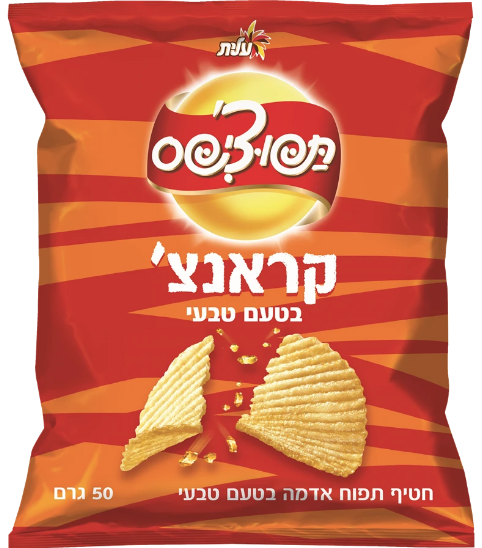 עלית
תפוצ'יפס
קראנצ'
בטעם טבעי
חטיף תפוח אדמה בטעם טבעי
50 גרם